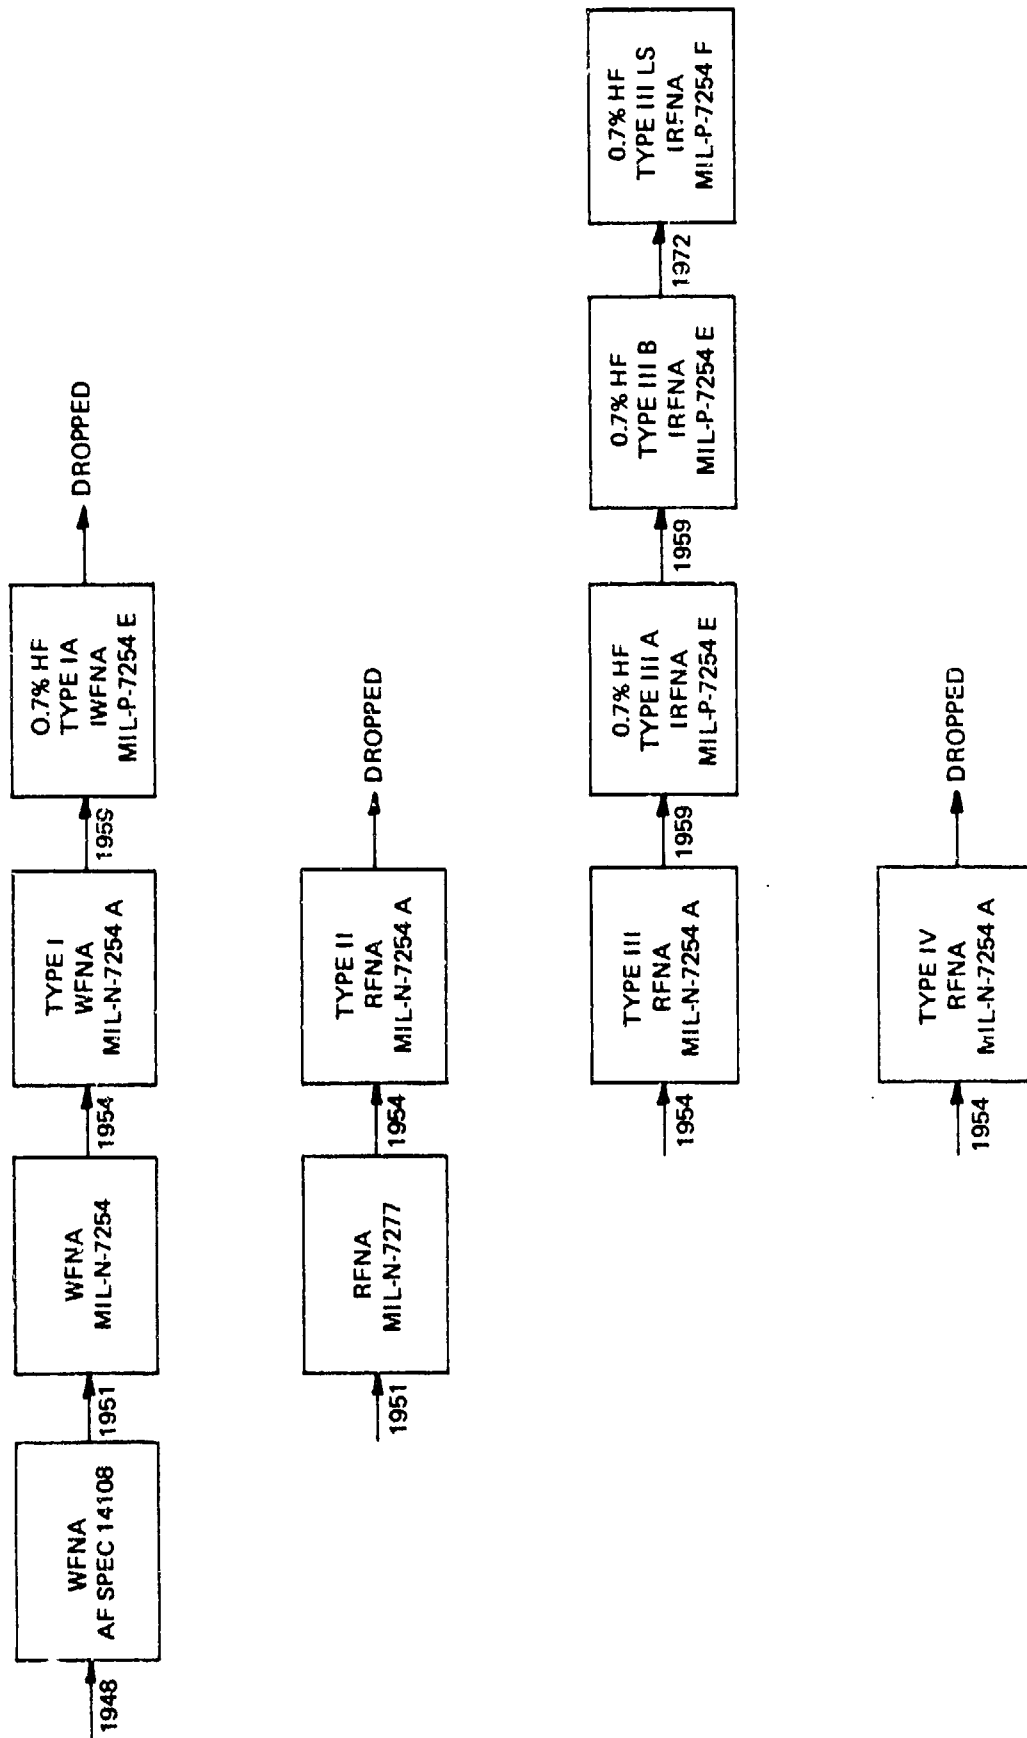 1948
WFNA
AF SPEC 14108
1951
WFNA
MIL-N-7254
1954
TYPE I
WFNA
MIL-N-7254 A
1959
0.7% HF
TYPE IA
IWFNA
MIL-P-7254 E
DROPPED
1951
RFNA
MIL-N-7277
1954
TYPE II
RFNA
MIL-N-7254 A
DROPPED
1954
TYPE III
RFNA
MIL-N-7254 A
1959
0.7% HF
TYPE III A
IRFNA
MIL-P-7254 E
1959
0.7% HF
TYPE III B
IRFNA
MIL-P-7254 E
1972
0.7% HF
TYPE III LS
IRFNA
MIL-P-7254 F
1954
TYPE IV
RFNA
MIL-N-7254 A
DROPPED